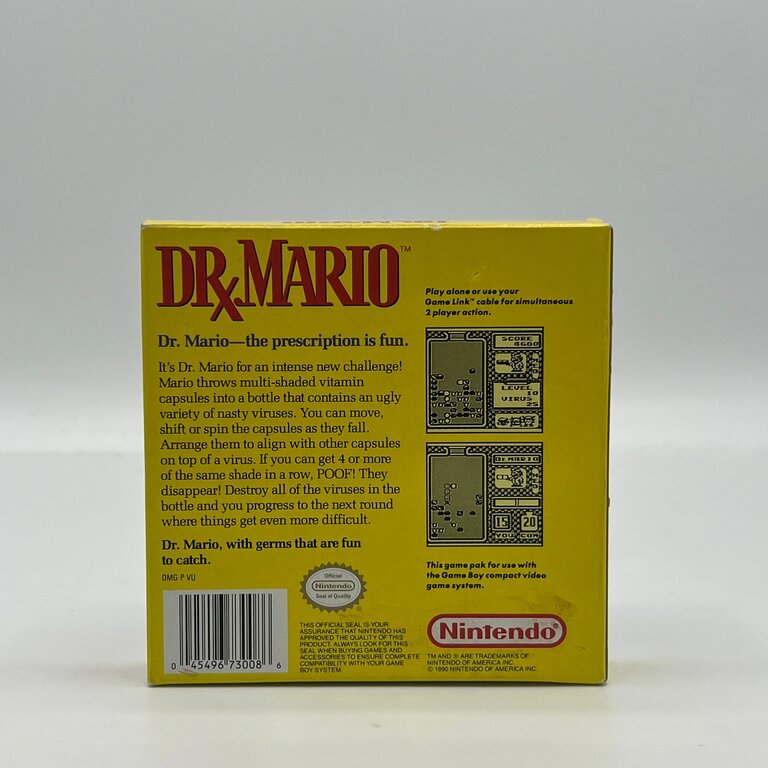 DRx.MARIO™
Dr. Mario—the prescription is fun.
It's Dr. Mario for an intense new challenge!
Mario throws multi-shaded vitamin
capsules into a bottle that contains an ugly
variety of nasty viruses. You can move,
shift or spin the capsules as they fall.
Arrange them to align with other capsules
on top of a virus. If you can get 4 or more
of the same shade in a row, POOF! They
disappear! Destroy all of the viruses in the
bottle and you progress to the next round
where things get even more difficult.
Dr. Mario, with germs that are fun
to catch.
DMG P VU
0 45496 73008 6
Official
Nintendo
Seal of Quality
THIS OFFICIAL SEAL IS YOUR
ASSURANCE THAT NINTENDO HAS
APPROVED THE QUALITY OF THIS
PRODUCT. ALWAYS LOOK FOR THIS
SEAL WHEN BUYING GAMES AND
ACCESSORIES TO ENSURE COMPLETE
COMPATIBILITY WITH YOUR GAME
BOY SYSTEM.
Play alone or use your
Game Link™ cable for simultaneous
2 player action.
SCORE
4600
LEVEL
10
VIRUS
25
Dr.MARIO
15 20
YOU COM
This game pak for use with
the Game Boy compact video
game system.
Nintendo®
TM AND ® ARE TRADEMARKS OF
NINTENDO OF AMERICA INC.
© 1990 NINTENDO OF AMERICA INC.